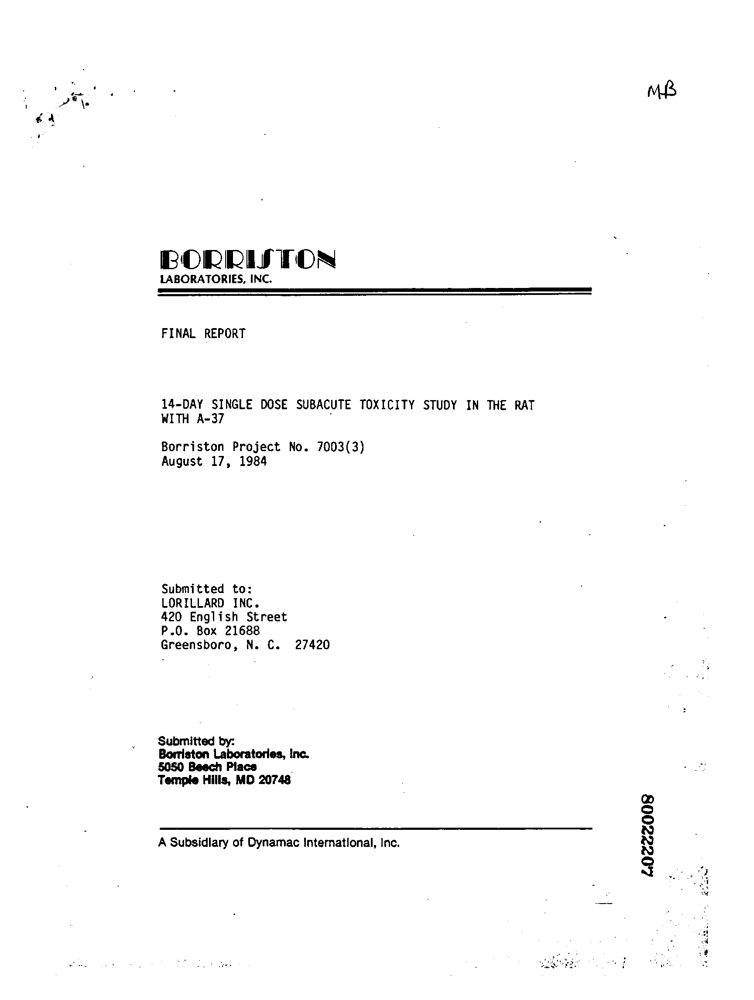 MB
BORRISTON
LABORATORIES, INC.
FINAL REPORT
14-DAY SINGLE DOSE SUBACUTE TOXICITY STUDY IN THE RAT
WITH A-37
Borriston Project No. 7003(3)
August 17, 1984
Submitted to:
LORILLARD INC.
420 English Street
P.O. Box 21688
Greensboro, N. C. 27420
Submitted by:
Borriston Laboratories, Inc.
5050 Beech Place
Temple Hills, MD 20748
A Subsidiary of Dynamac International, Inc.
80022207